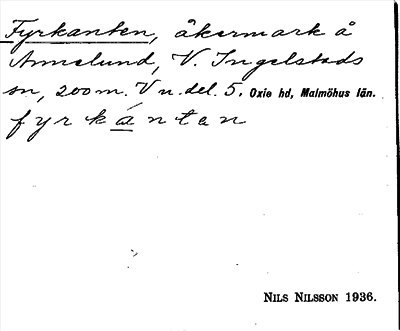 Fyrkanten, åkermark å
Annelund, V. Ingelstads
sn, 200 m. V u.del. 5. Oxie hd, Malmöhus län.
fyrkánten
NILS NILSSON 1936.